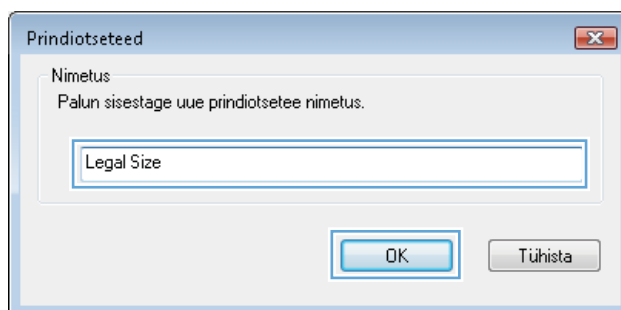 Prindiotseteed
Nimetus
Palun sisestage uue prindiotsetee nimetus.
Legal Size
OK
Tühista